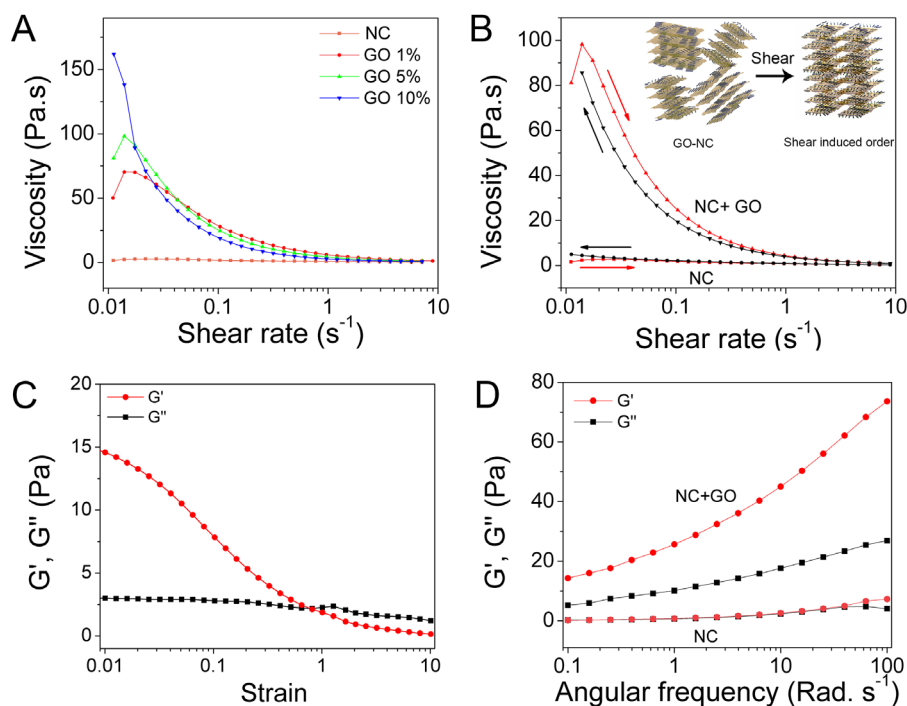 A
Viscosity (Pa.s)
150
100
50
0
NC
GO 1%
GO 5%
GO 10%
0.01
0.1
1
10
Shear rate (s⁻¹)
B
Viscosity (Pa.s)
100
80
60
40
20
0
Shear
GO-NC
Shear induced order
NC+ GO
NC
0.01
0.1
1
10
Shear rate (s⁻¹)
C
G', G" (Pa)
20
15
10
5
0
G'
G"
0.01
0.1
1
10
Strain
D
G', G" (Pa)
80
60
40
20
0
G'
G"
NC+GO
NC
0.1
1
10
100
Angular frequency (Rad. s⁻¹)